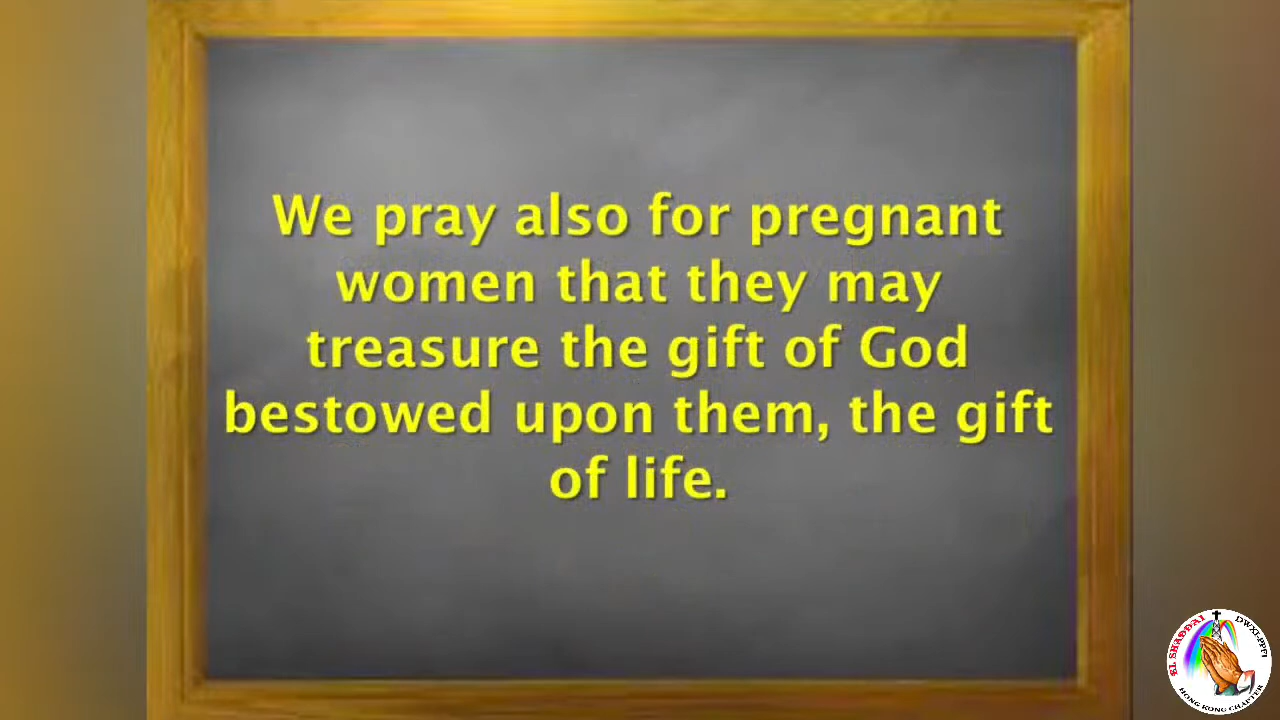 We pray also for pregnant
women that they may
treasure the gift of God
bestowed upon them, the gift
of life.
EL SHADDAI
DWXI-PPFI
HONG KONG CHAPTER